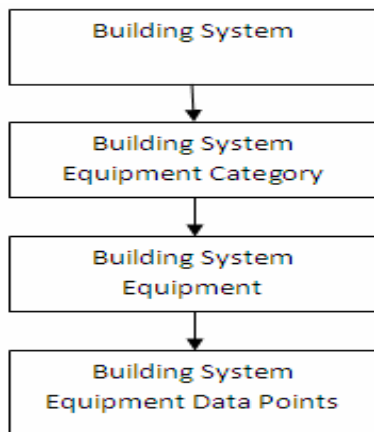 Building System
Building System
Equipment Category
Building System
Equipment
Building System
Equipment Data Points